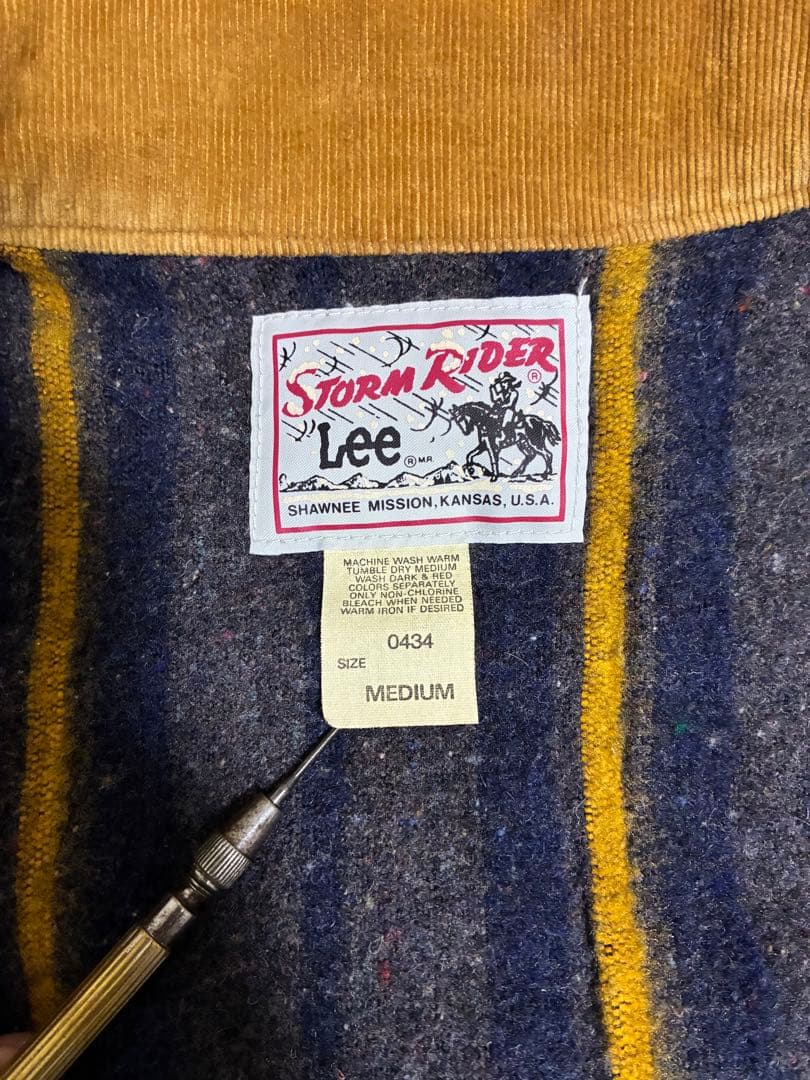 STORM RIDER ®
Lee ® M.R.
SHAWNEE MISSION, KANSAS, U.S.A.
MACHINE WASH WARM
TUMBLE DRY MEDIUM
WASH DARK & RED
COLORS SEPARATELY
ONLY NON-CHLORINE
BLEACH WHEN NEEDED
WARM IRON IF DESIRED
0434
SIZE
MEDIUM